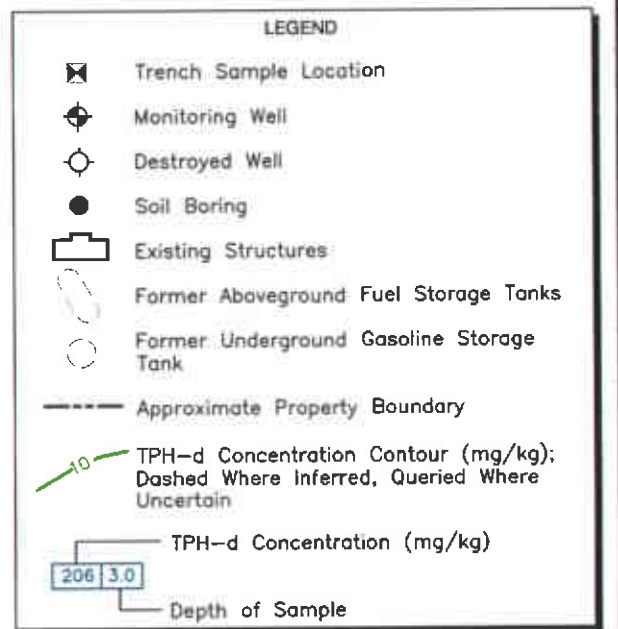 LEGEND
Trench Sample Location
Monitoring Well
Destroyed Well
Soil Boring
Existing Structures
Former Aboveground Fuel Storage Tanks
Former Underground Gasoline Storage
Tank
Approximate Property Boundary
10
TPH-d Concentration Contour (mg/kg);
Dashed Where Inferred, Queried Where
Uncertain
TPH-d Concentration (mg/kg)
206 3.0
Depth of Sample